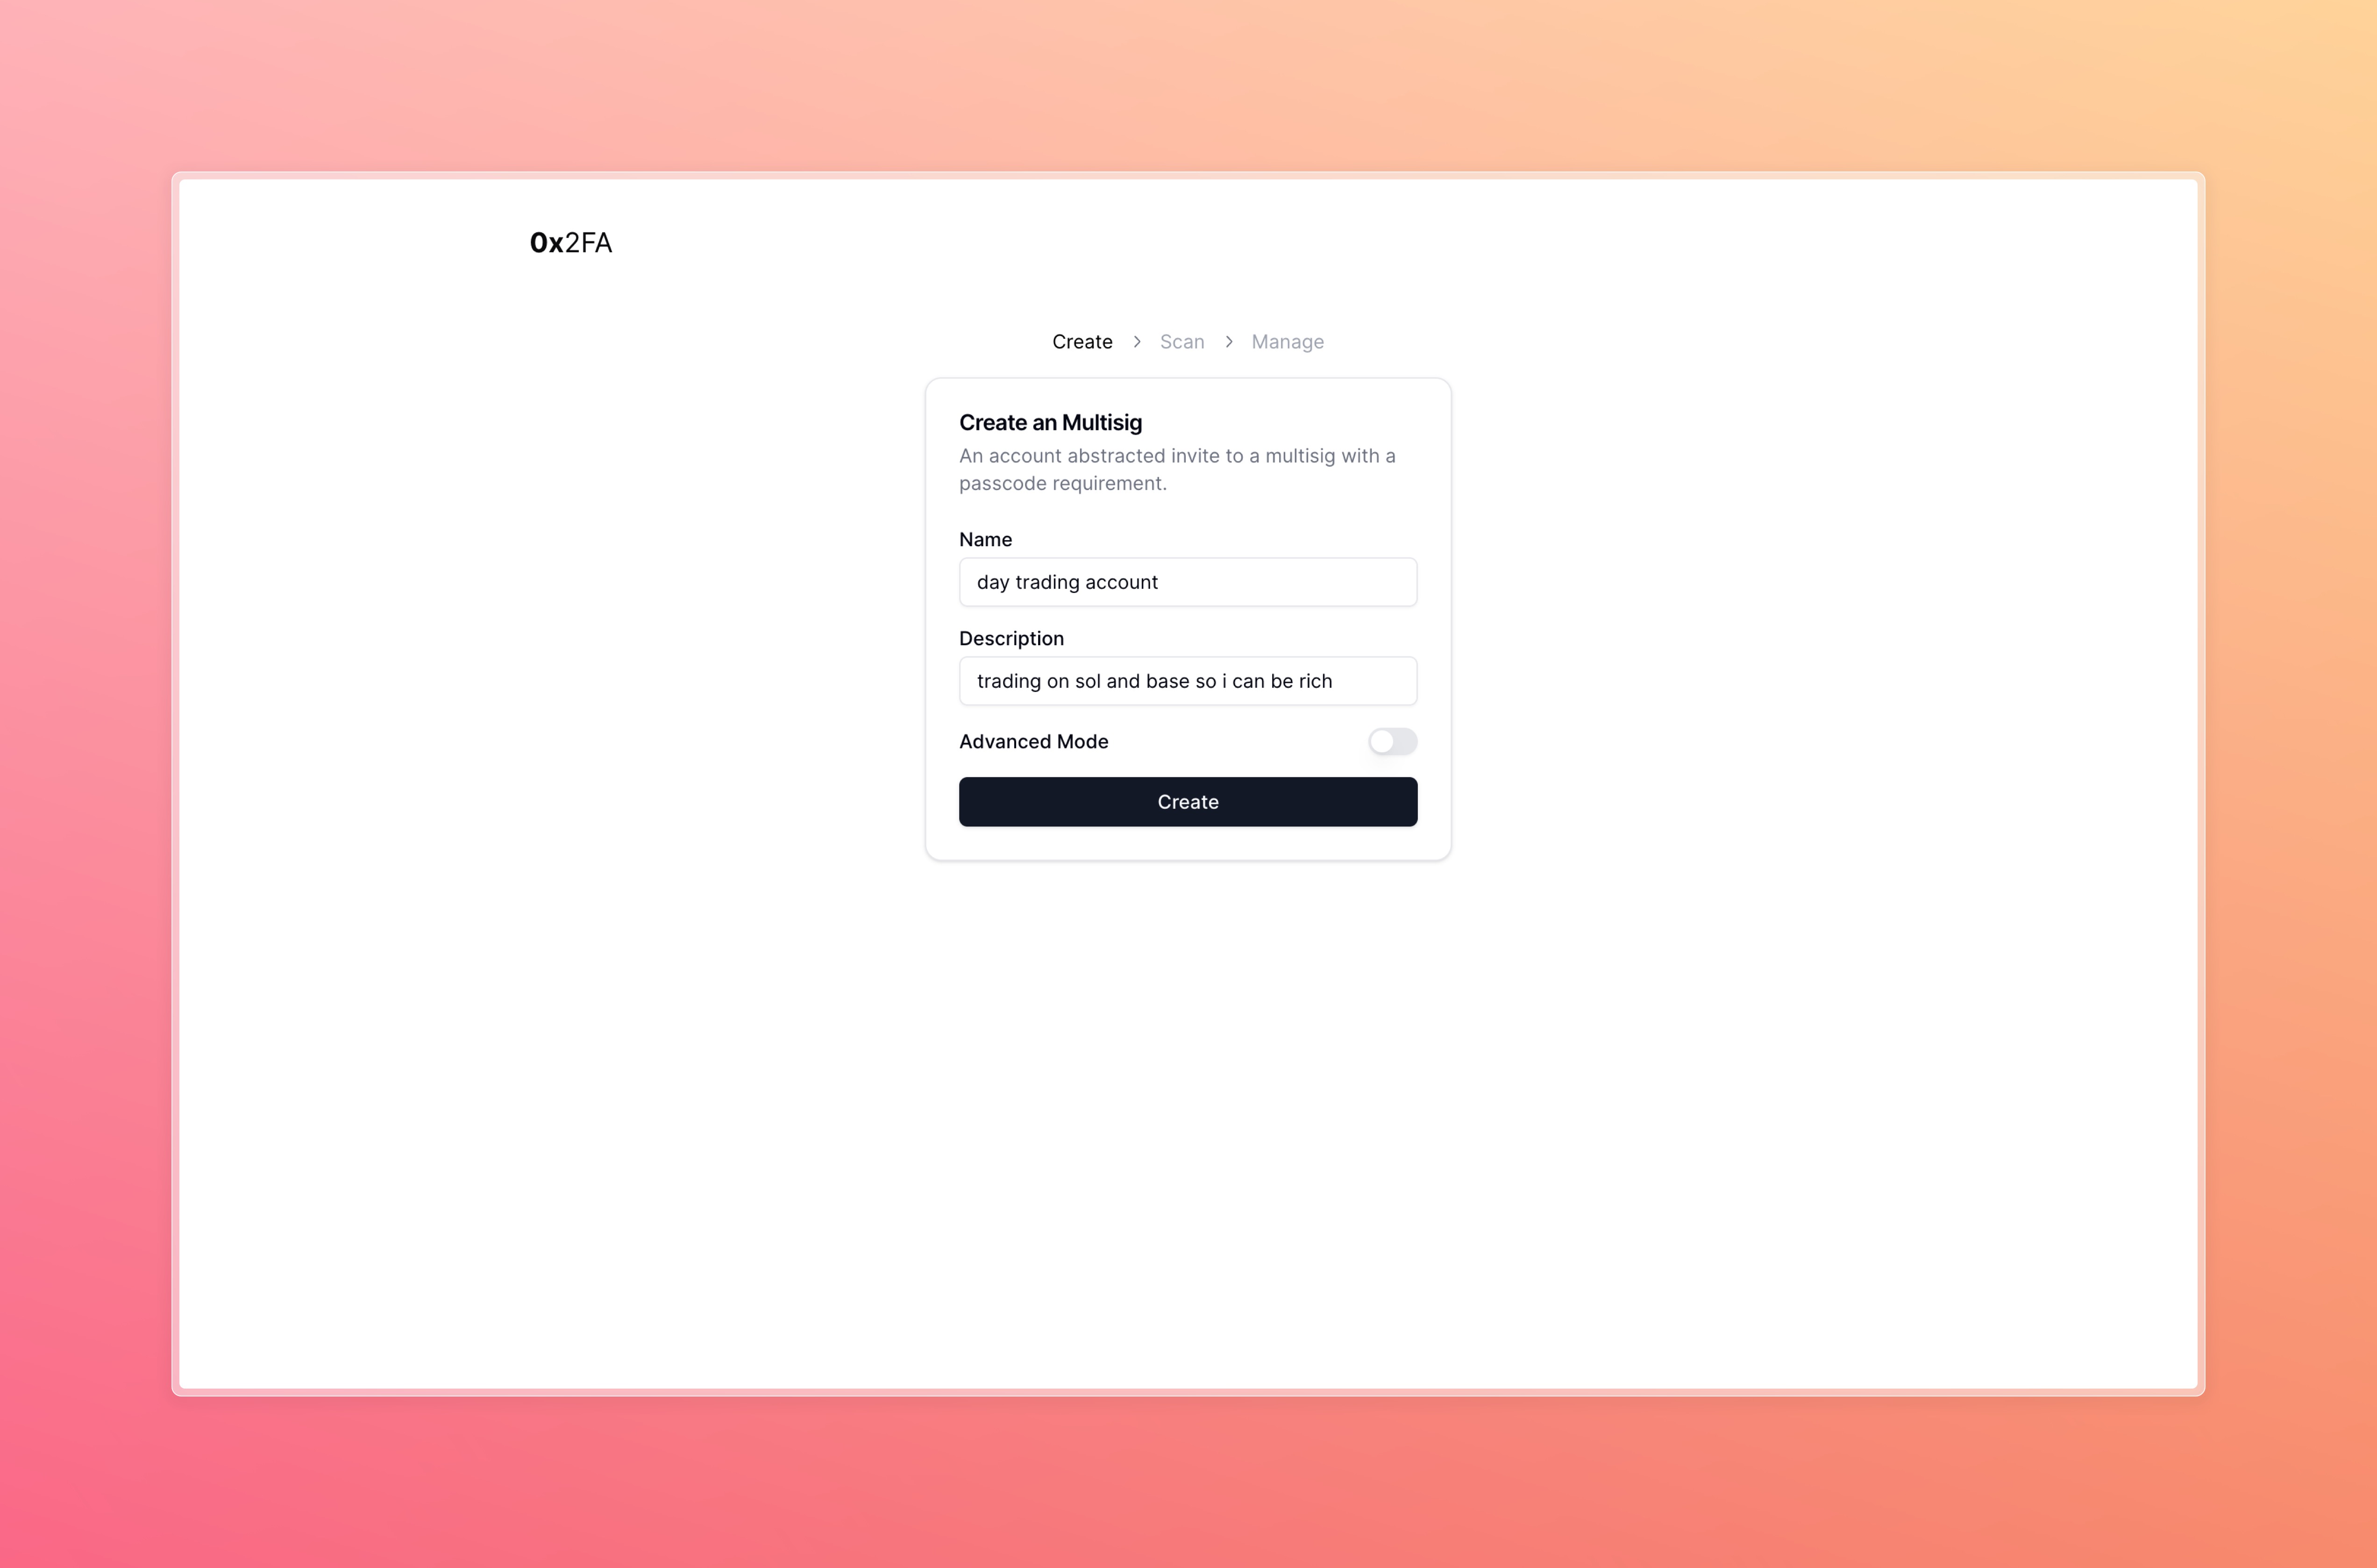 0x2FA
Create > Scan > Manage
Create an Multisig
An account abstracted invite to a multisig with a
passcode requirement.
Name
day trading account
Description
trading on sol and base so i can be rich
Advanced Mode
Create